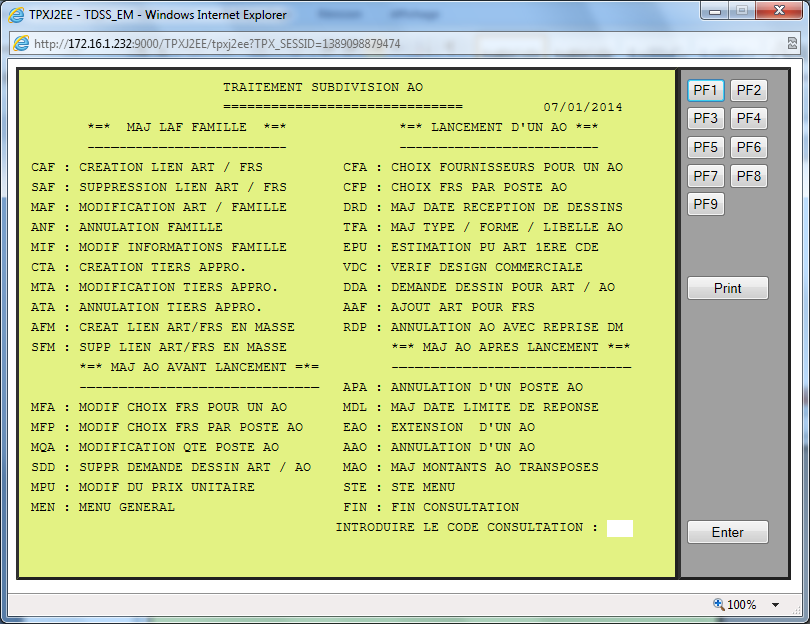 TPXJ2EE - TDSS_EM - Windows Internet Explorer
http://172.16.1.232:9000/TPXJ2EE/tpxj2ee?TPX_SESSID=1389098879474
TRAITEMENT SUBDIVISION AO
============================== 07/01/2014
*=* MAJ LAF FAMILLE *=* *=* LANCEMENT D'UN AO *=*
------------------------- -------------------------
CAF : CREATION LIEN ART / FRS CFA : CHOIX FOURNISSEURS POUR UN AO
SAF : SUPPRESSION LIEN ART / FRS CFP : CHOIX FRS PAR POSTE AO
MAF : MODIFICATION ART / FAMILLE DRD : MAJ DATE RECEPTION DE DESSINS
ANF : ANNULATION FAMILLE TFA : MAJ TYPE / FORME / LIBELLE AO
MIF : MODIF INFORMATIONS FAMILLE EPU : ESTIMATION PU ART 1ERE CDE
CTA : CREATION TIERS APPRO. VDC : VERIF DESIGN COMMERCIALE
MTA : MODIFICATION TIERS APPRO. DDA : DEMANDE DESSIN POUR ART / AO
ATA : ANNULATION TIERS APPRO. AAF : AJOUT ART POUR FRS
AFM : CREAT LIEN ART/FRS EN MASSE RDP : ANNULATION AO AVEC REPRISE DM
SFM : SUPP LIEN ART/FRS EN MASSE *=* MAJ AO APRES LANCEMENT *=*
*=* MAJ AO AVANT LANCEMENT =*= ------------------------------
------------------------------ APA : ANNULATION D'UN POSTE AO
MFA : MODIF CHOIX FRS POUR UN AO MDL : MAJ DATE LIMITE DE REPONSE
MFP : MODIF CHOIX FRS PAR POSTE AO EAO : EXTENSION D'UN AO
MQA : MODIFICATION QTE POSTE AO AAO : ANNULATION D'UN AO
SDD : SUPPR DEMANDE DESSIN ART / AO MAO : MAJ MONTANTS AO TRANSPOSES
MPU : MODIF DU PRIX UNITAIRE STE : STE MENU
MEN : MENU GENERAL FIN : FIN CONSULTATION
INTRODUIRE LE CODE CONSULTATION :
PF1 PF2
PF3 PF4
PF5 PF6
PF7 PF8
PF9
Print
Enter
100%